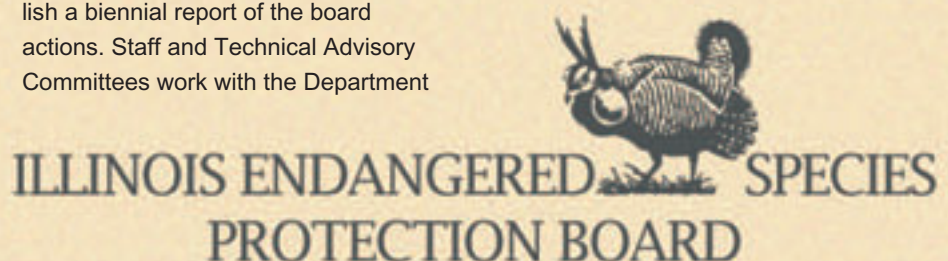 lish a biennial report of the board
actions. Staff and Technical Advisory
Committees work with the Department
ILLINOIS ENDANGERED SPECIES
PROTECTION BOARD